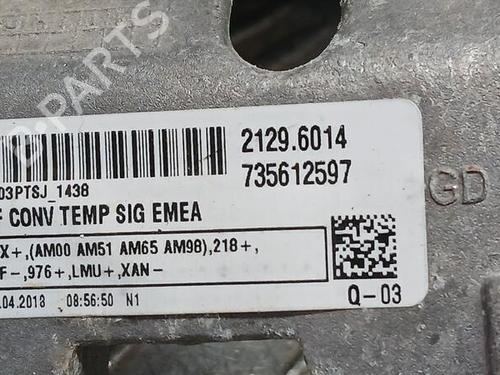 B-PARTS
2129.6014
735612597
03PTSJ_1438
F CONV TEMP SIG EMEA
X+,(AM00 AM51 AM65 AM98),218+,
F-,976+,LMU+,XAN-
.04.2018 08:56:50 N1
Q-03
GD